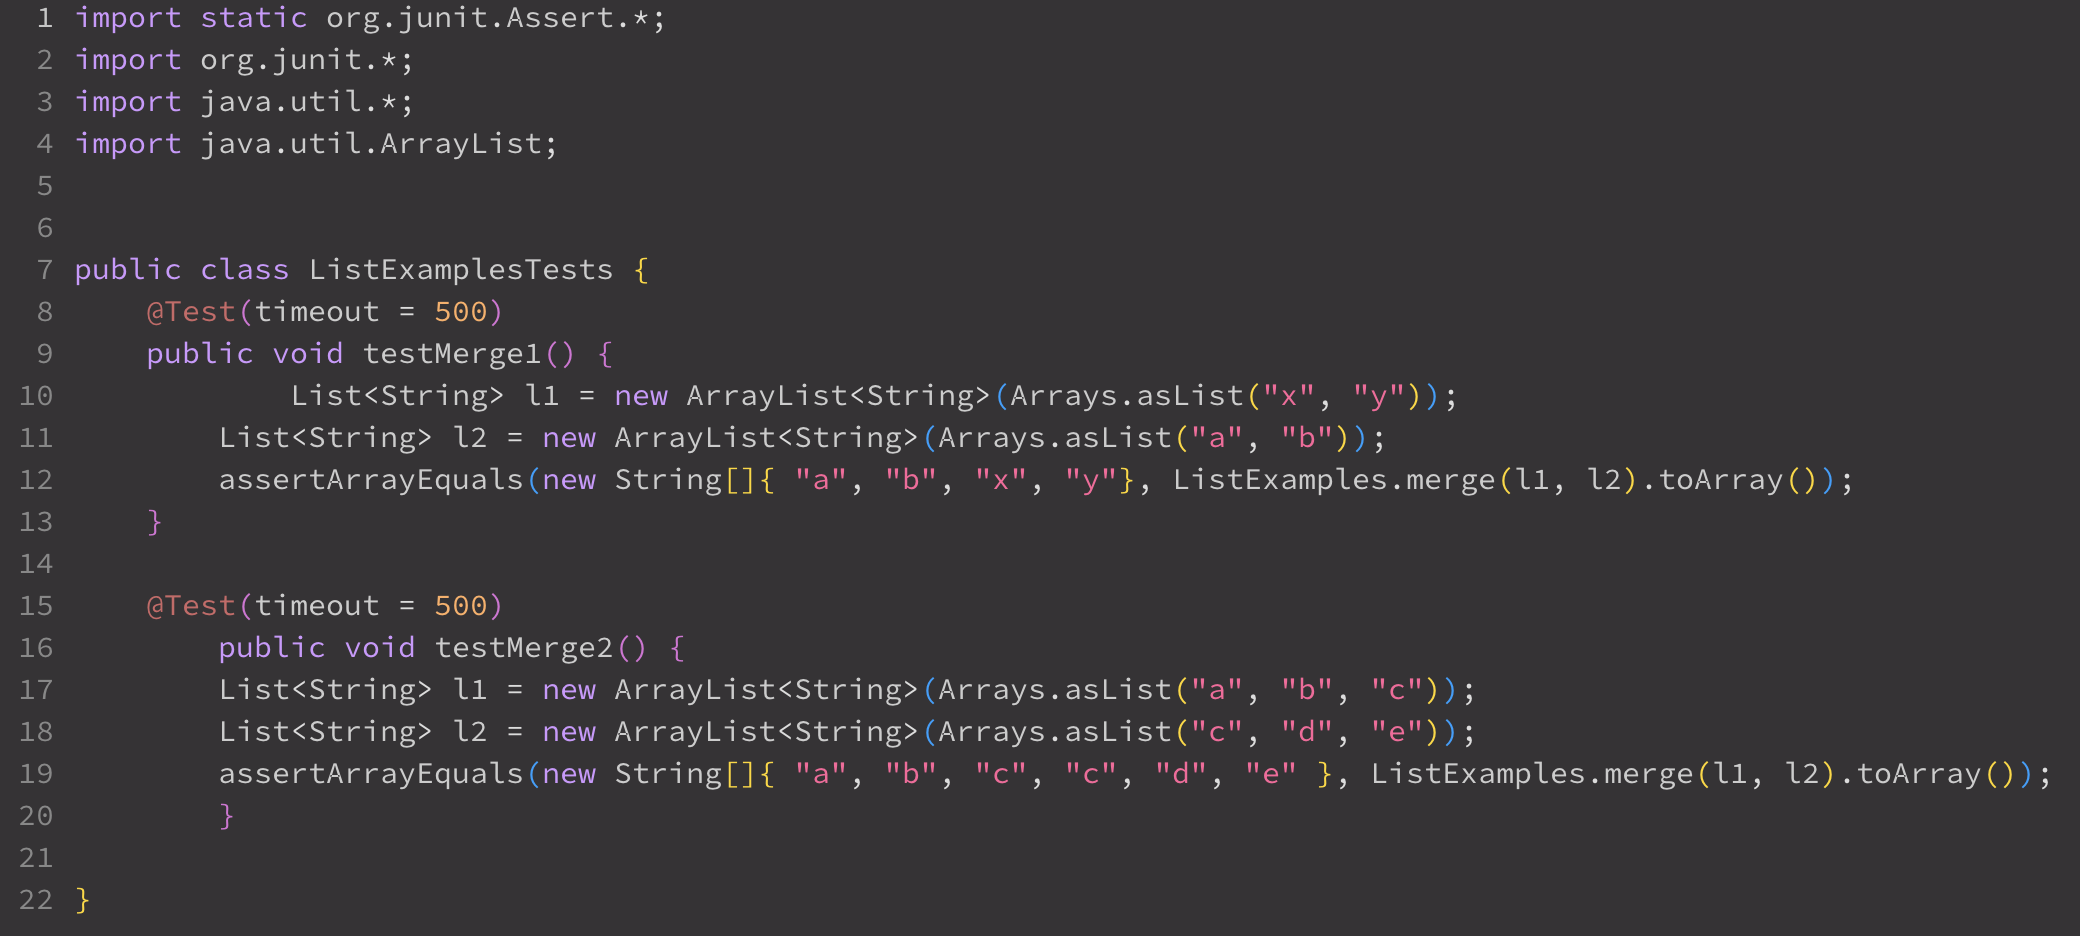 1 import static org.junit.Assert.*;
2 import org.junit.*;
3 import java.util.*;
4 import java.util.ArrayList;
5
6
7 public class ListExamplesTests {
8     @Test(timeout = 500)
9     public void testMerge1() {
10             List<String> l1 = new ArrayList<String>(Arrays.asList("x", "y"));
11         List<String> l2 = new ArrayList<String>(Arrays.asList("a", "b"));
12         assertArrayEquals(new String[]{ "a", "b", "x", "y"}, ListExamples.merge(l1, l2).toArray());
13     }
14
15     @Test(timeout = 500)
16         public void testMerge2() {
17         List<String> l1 = new ArrayList<String>(Arrays.asList("a", "b", "c"));
18         List<String> l2 = new ArrayList<String>(Arrays.asList("c", "d", "e"));
19         assertArrayEquals(new String[]{ "a", "b", "c", "c", "d", "e" }, ListExamples.merge(l1, l2).toArray());
20         }
21
22 }